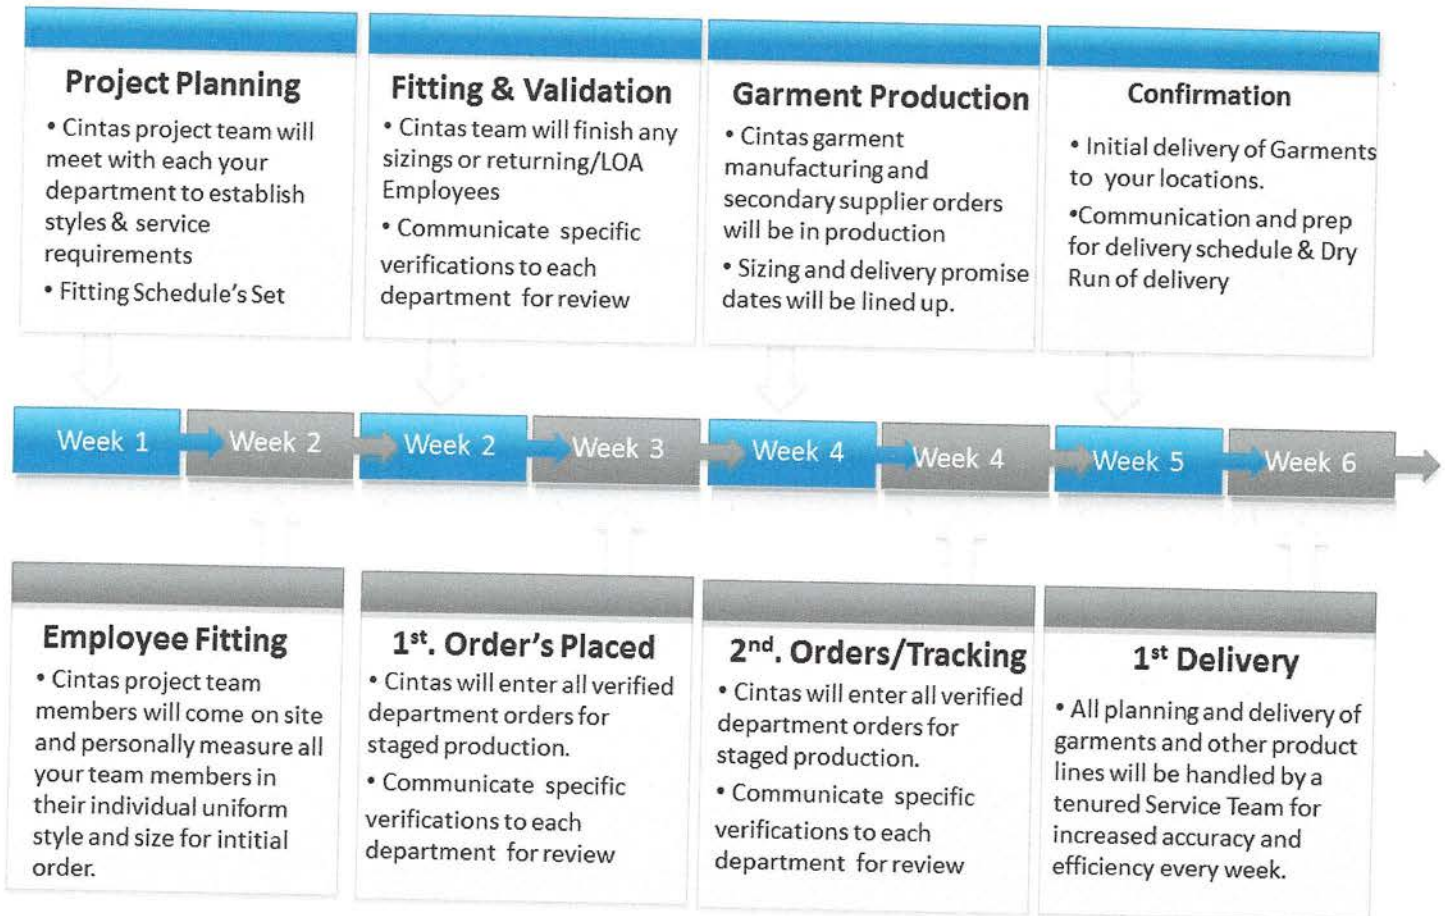 Project Planning
• Cintas project team will
meet with each your
department to establish
styles & service
requirements
• Fitting Schedule's Set
Fitting & Validation
• Cintas team will finish any
sizings or returning/LOA
Employees
• Communicate specific
verifications to each
department for review
Garment Production
• Cintas garment
manufacturing and
secondary supplier orders
will be in production
• Sizing and delivery promise
dates will be lined up.
Confirmation
• Initial delivery of Garments
to your locations.
•Communication and prep
for delivery schedule & Dry
Run of delivery
Week 1
Week 2
Week 2
Week 3
Week 4
Week 4
Week 5
Week 6
Employee Fitting
• Cintas project team
members will come on site
and personally measure all
your team members in
their individual uniform
style and size for intitial
order.
1st. Order's Placed
• Cintas will enter all verified
department orders for
staged production.
• Communicate specific
verifications to each
department for review
2nd. Orders/Tracking
• Cintas will enter all verified
department orders for
staged production.
• Communicate specific
verifications to each
department for review
1st Delivery
• All planning and delivery of
garments and other product
lines will be handled by a
tenured Service Team for
increased accuracy and
efficiency every week.